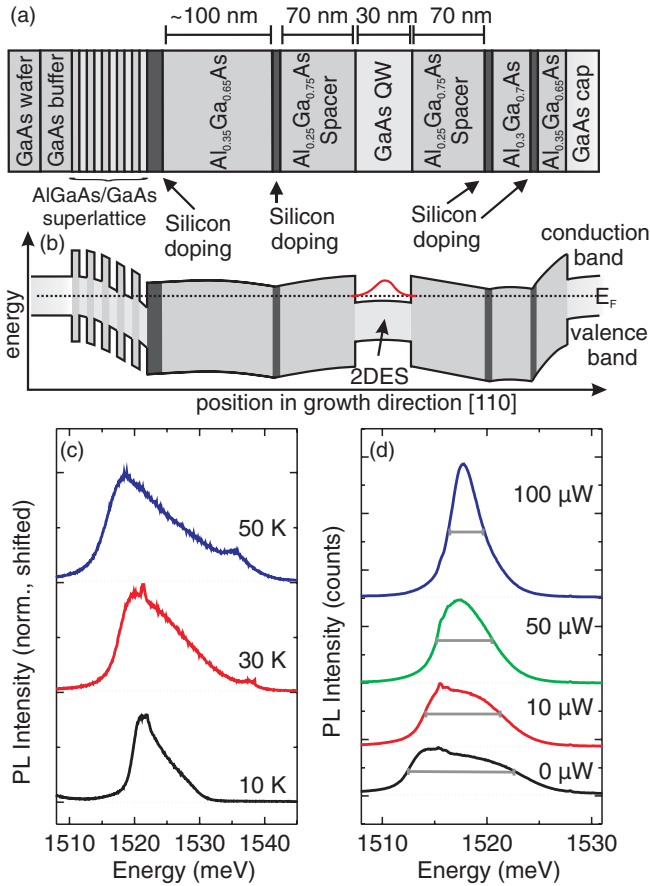 (a)
~100 nm
70 nm
30 nm
70 nm
GaAs wafer
GaAs buffer
Al0.35Ga0.65As
Al0.25Ga0.75As
Spacer
GaAs QW
Al0.25Ga0.75As
Spacer
Al0.3Ga0.7As
Al0.35Ga0.65As
GaAs cap
AlGaAs/GaAs
superlattice
Silicon
doping
Silicon
doping
Silicon
doping
(b)
conduction
band
EF
valence
band
2DES
energy
position in growth direction [110]
(c)
50 K
30 K
10 K
PL Intensity (norm., shifted)
1510 1520 1530 1540
Energy (meV)
(d)
100 µW
50 µW
10 µW
0 µW
PL Intensity (counts)
1510 1520 1530
Energy (meV)